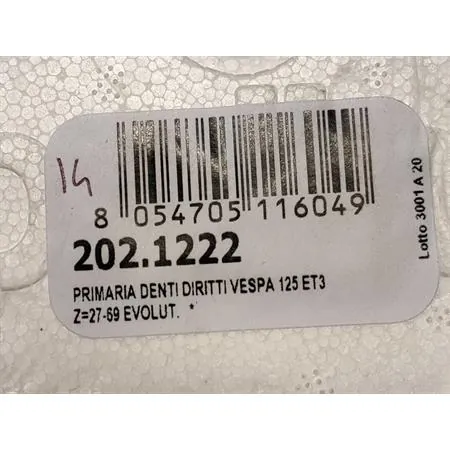 14
8 054705 116049
202.1222
PRIMARIA DENTI DIRITTI VESPA 125 ET3
Z=27-69 EVOLUT. *
Lotto 3001 A 20